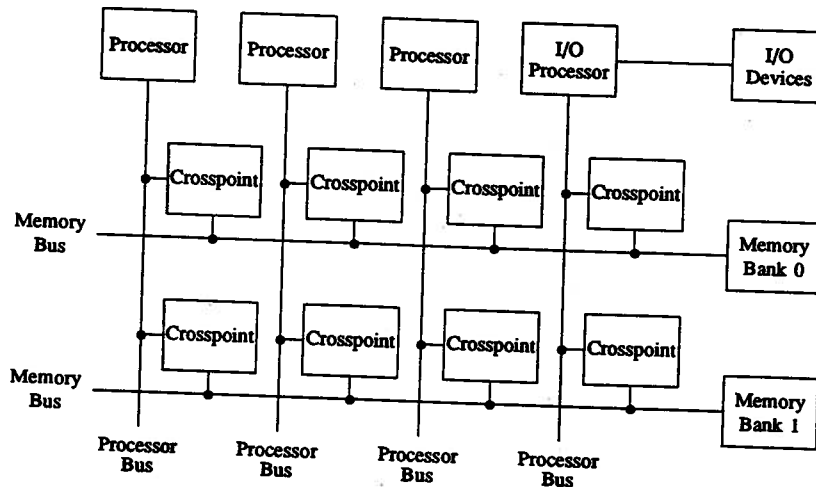 Processor
Processor
Processor
I/O
Processor
I/O
Devices
Crosspoint
Crosspoint
Crosspoint
Crosspoint
Memory
Bus
Memory
Bank 0
Crosspoint
Crosspoint
Crosspoint
Crosspoint
Memory
Bus
Memory
Bank 1
Processor
Bus
Processor
Bus
Processor
Bus
Processor
Bus